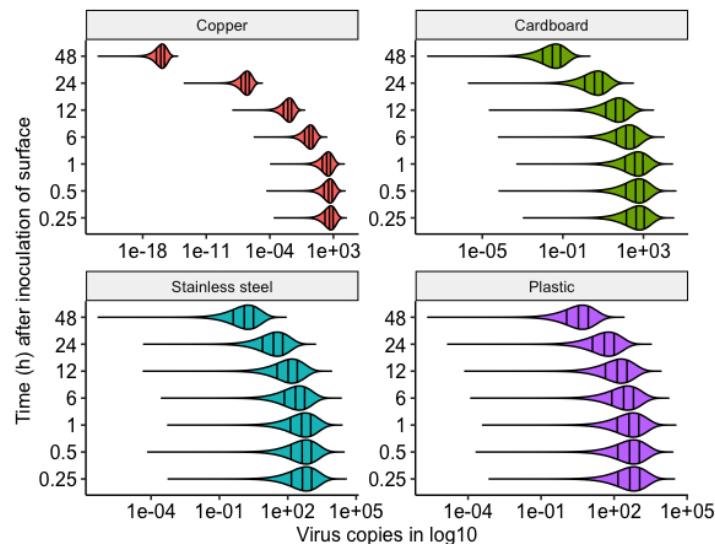 Copper
Cardboard
48
24
12
6
1
0.5
0.25
48
24
12
6
1
0.5
0.25
1e-18 1e-11 1e-04 1e+03
1e-05 1e-01 1e+03
Stainless steel
Plastic
48
24
12
6
1
0.5
0.25
48
24
12
6
1
0.5
0.25
1e-04 1e-01 1e+02 1e+05
1e-04 1e-01 1e+02 1e+05
Time (h) after inoculation of surface
Virus copies in log10